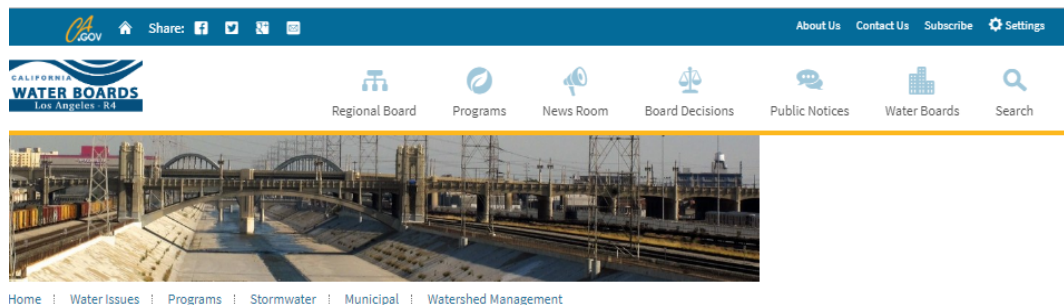 CA.GOV Share: About Us Contact Us Subscribe Settings
CALIFORNIA
WATER BOARDS
Los Angeles - R4
Regional Board Programs News Room Board Decisions Public Notices Water Boards Search
Home | Water Issues | Programs | Stormwater | Municipal | Watershed Management